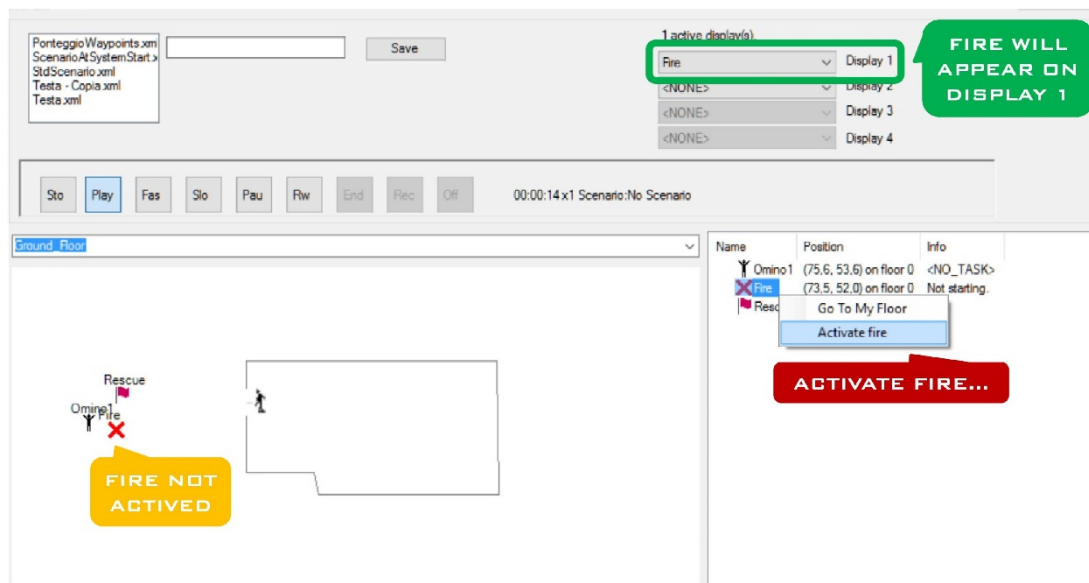 PonteggioWaypoints.xml
ScenarioAtSystemStart.x
StdScenario.xml
Testa - Copia.xml
Testa.xml
Save
1 active display(s)
Fire
Display 1
<NONE>
Display 2
<NONE>
Display 3
<NONE>
Display 4
FIRE WILL
APPEAR ON
DISPLAY 1
Sto Play Fas Slo Pau Rw End Rec Off 00:00:14 x1 Scenario:No Scenario
Ground_Floor
Name Position Info
Omino1 (75,6, 53,6) on floor 0 <NO_TASK>
Fire (73,5, 52,0) on floor 0 Not starting.
Resc
Go To My Floor
Activate fire
ACTIVATE FIRE...
Rescue
Omino1
Fire
FIRE NOT
ACTIVED